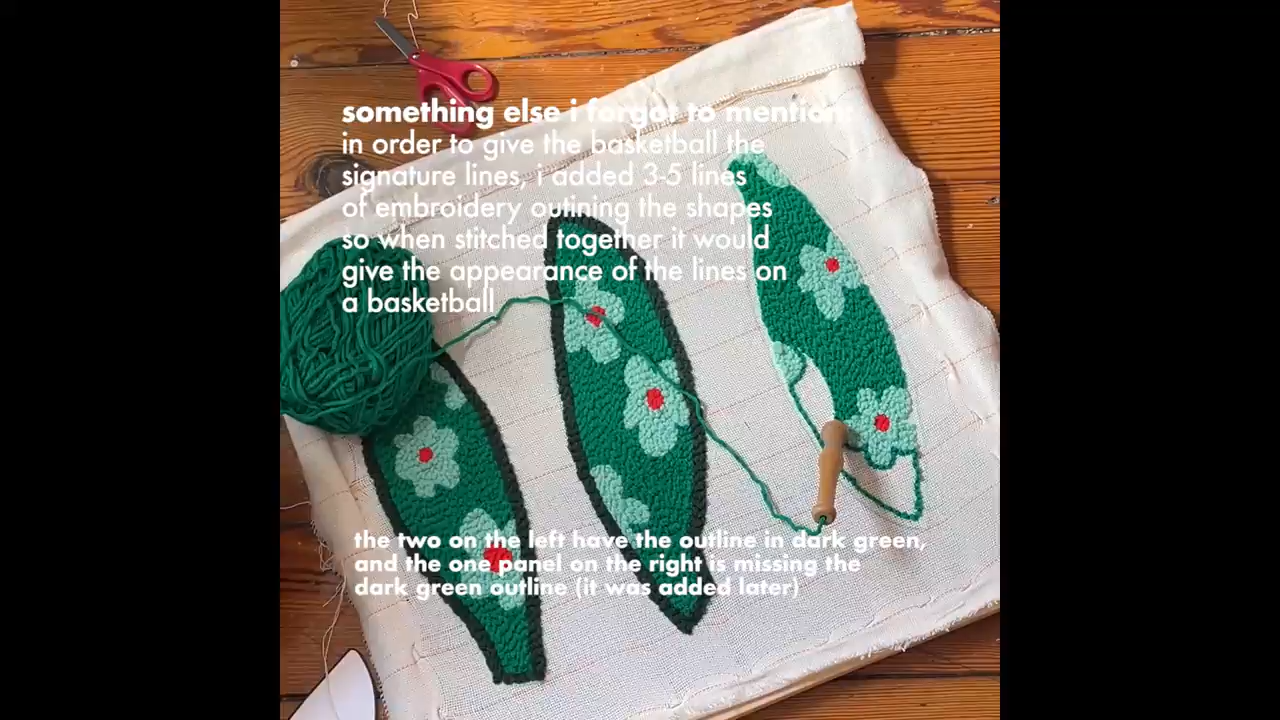 something else i forgot to mention:
in order to give the basketball the
signature lines, i added 3-5 lines
of embroidery outining the shapes
so when stitched together it would
give the appearance of the lines on
a basketball
the two on the left have the outline in dark green,
and the one panel on the right is missing the
dark green outline (it was added later)